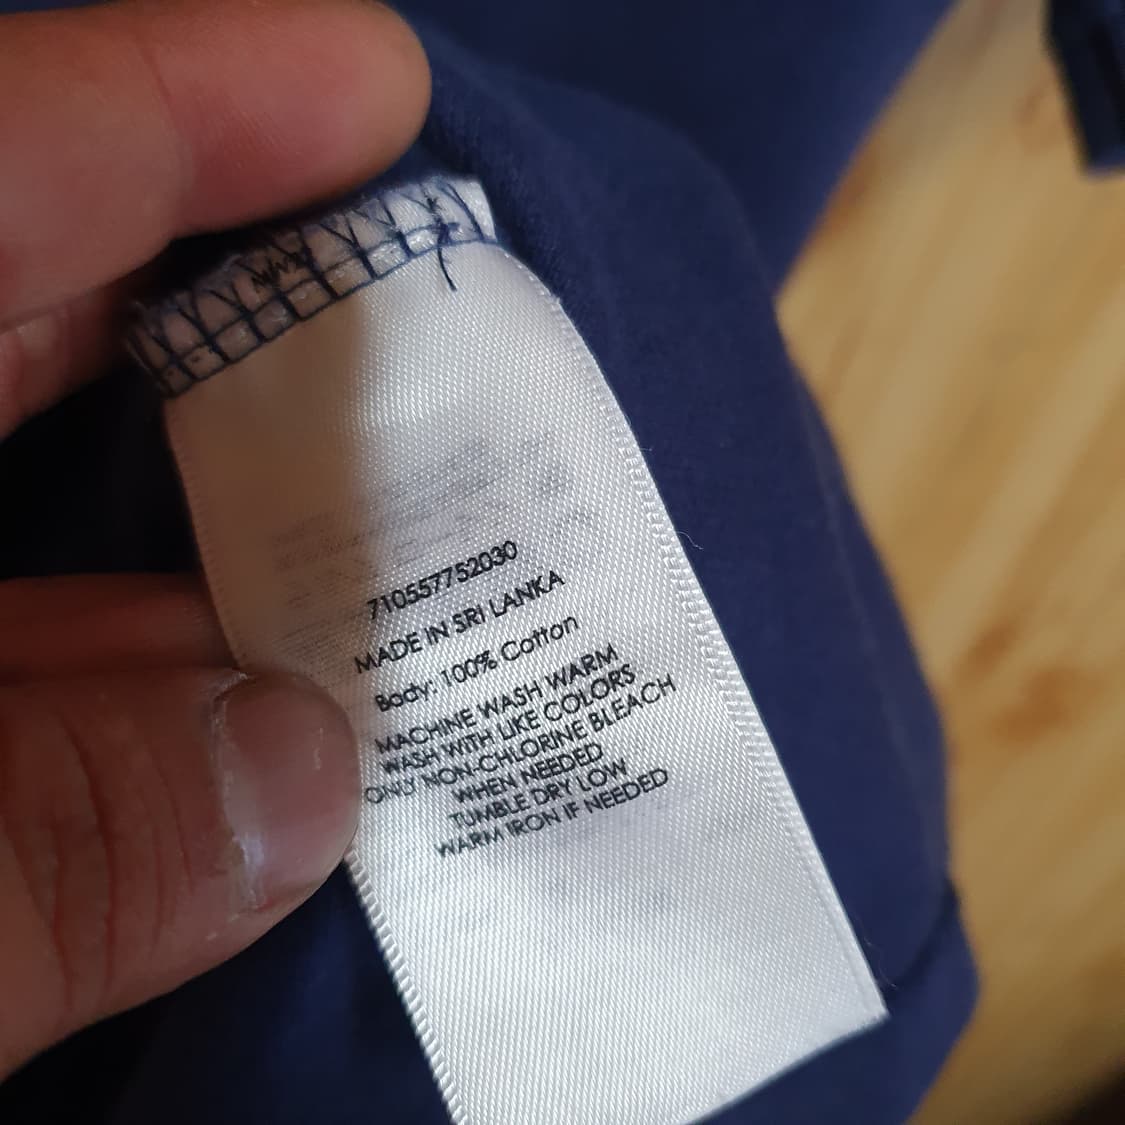 710557752030
MADE IN SRI LANKA
Body: 100% Cotton
MACHINE WASH WARM
WASH WITH LIKE COLORS
ONLY NON-CHLORINE BLEACH
WHEN NEEDED
TUMBLE DRY LOW
WARM IRON IF NEEDED